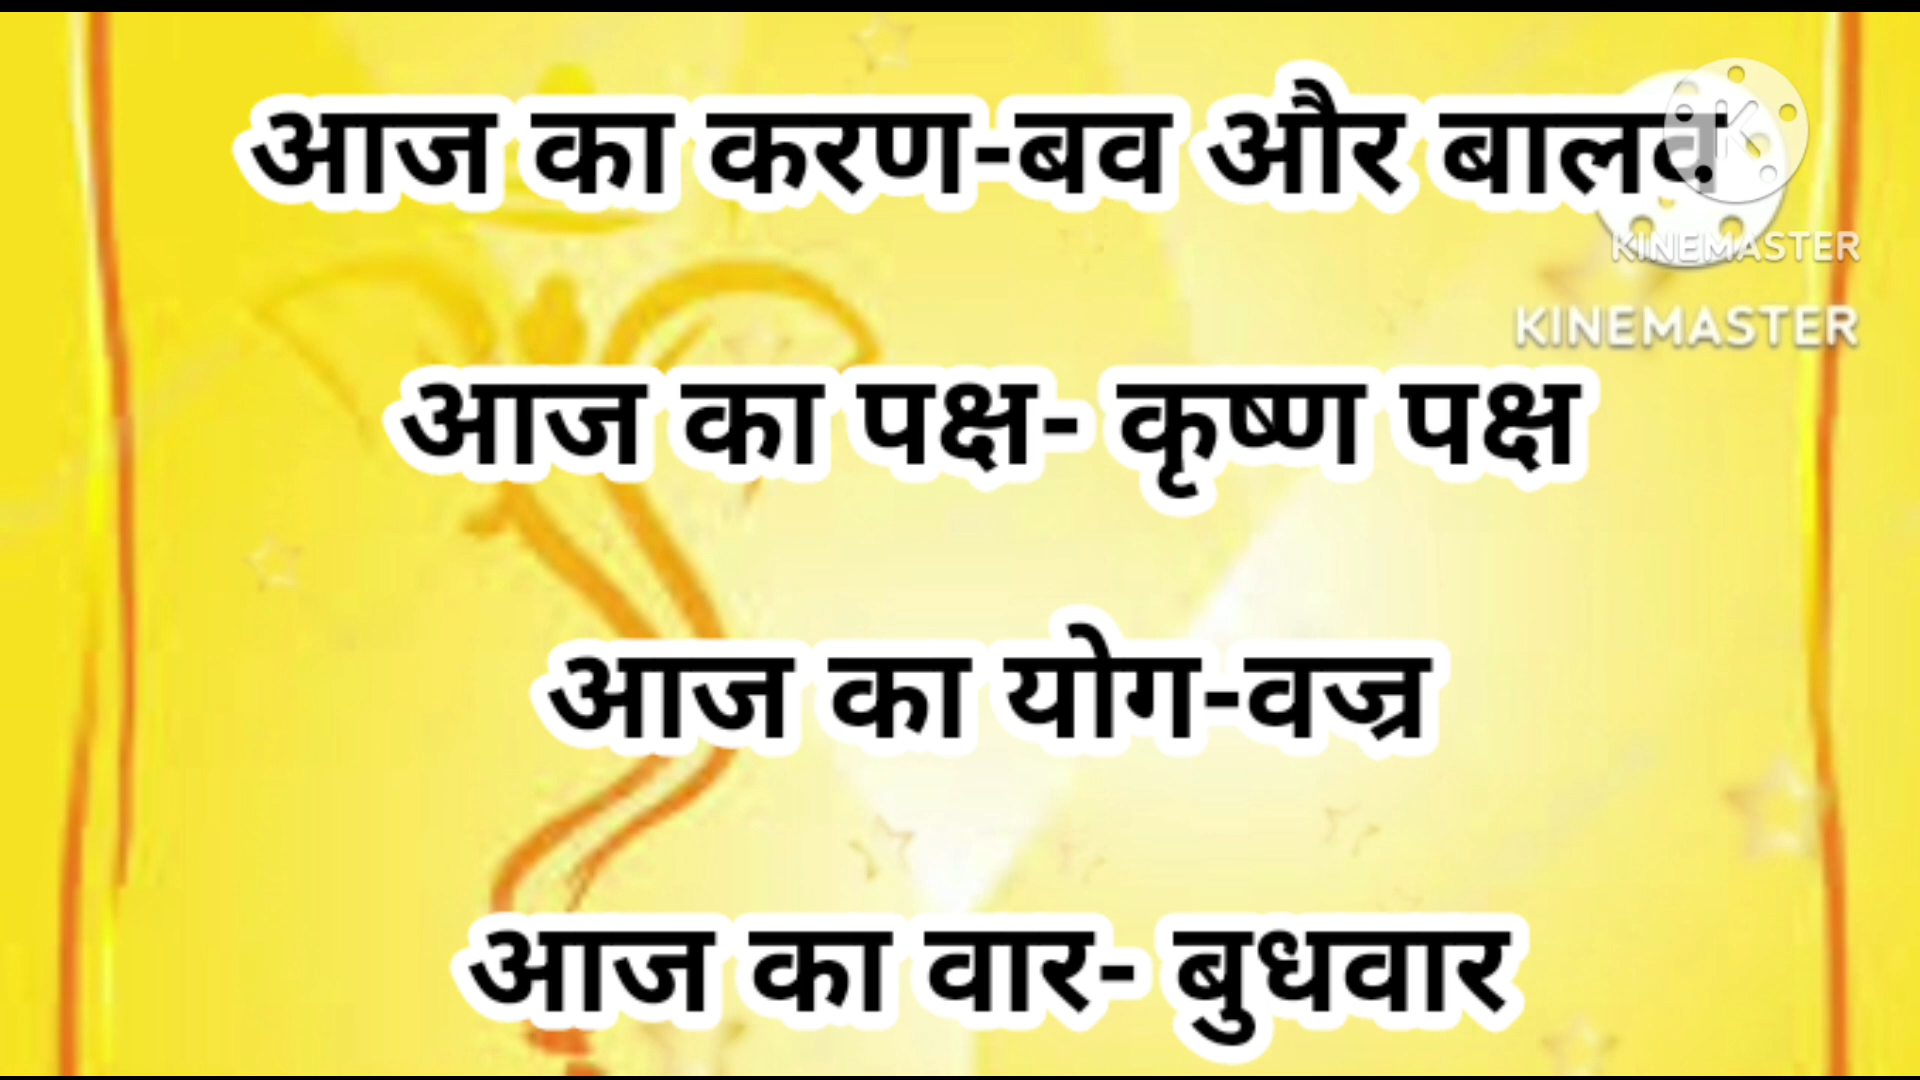 आज का करण-बव और बालव
KINEMASTER
KINEMASTER
आज का पक्ष- कृष्ण पक्ष
आज का योग-वज्र
आज का वार- बुधवार